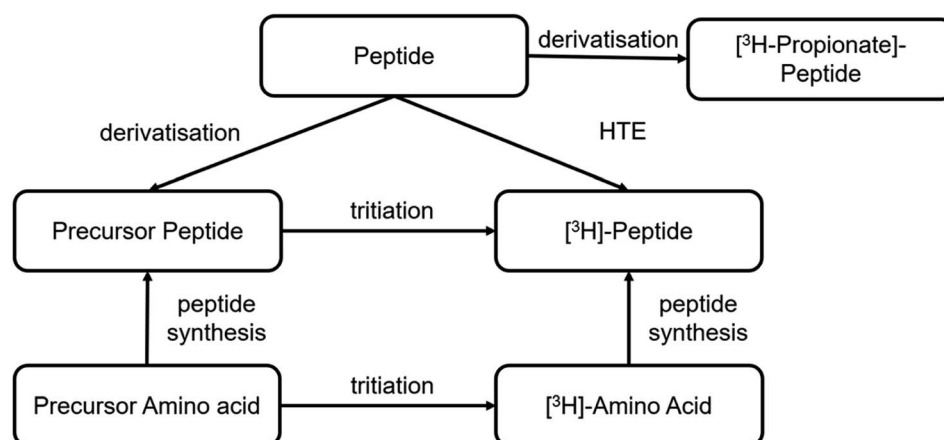 Peptide
derivatisation
[³H-Propionate]-
Peptide
derivatisation
HTE
Precursor Peptide
tritiation
[³H]-Peptide
peptide
synthesis
peptide
synthesis
Precursor Amino acid
tritiation
[³H]-Amino Acid